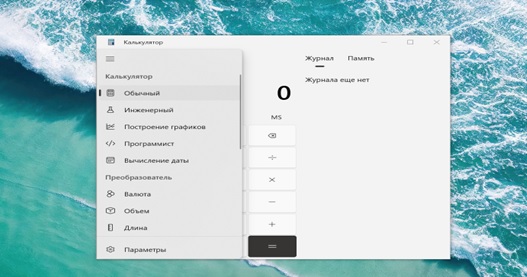 Калькулятор
Журнал Память
Калькулятор
Журнала еще нет
Обычный
0
Инженерный
MS
Построение графиков
Программист
Вычисление даты
Преобразователь
Валюта
Объем
Длина
Параметры